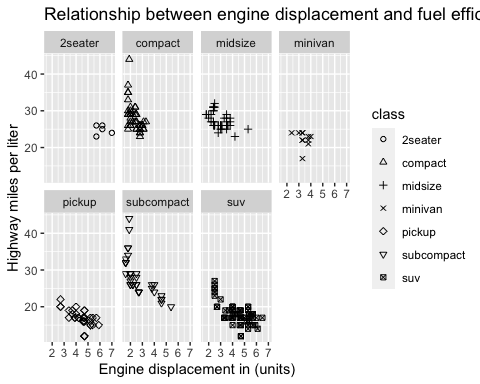 Relationship between engine displacement and fuel effic
2seater compact midsize minivan
40
30
20
2 3 4 5 6 7
pickup subcompact suv
40
30
20
2 3 4 5 6 7 2 3 4 5 6 7 2 3 4 5 6 7
Engine displacement in (units)
Highway miles per liter
class
2seater
compact
midsize
minivan
pickup
subcompact
suv